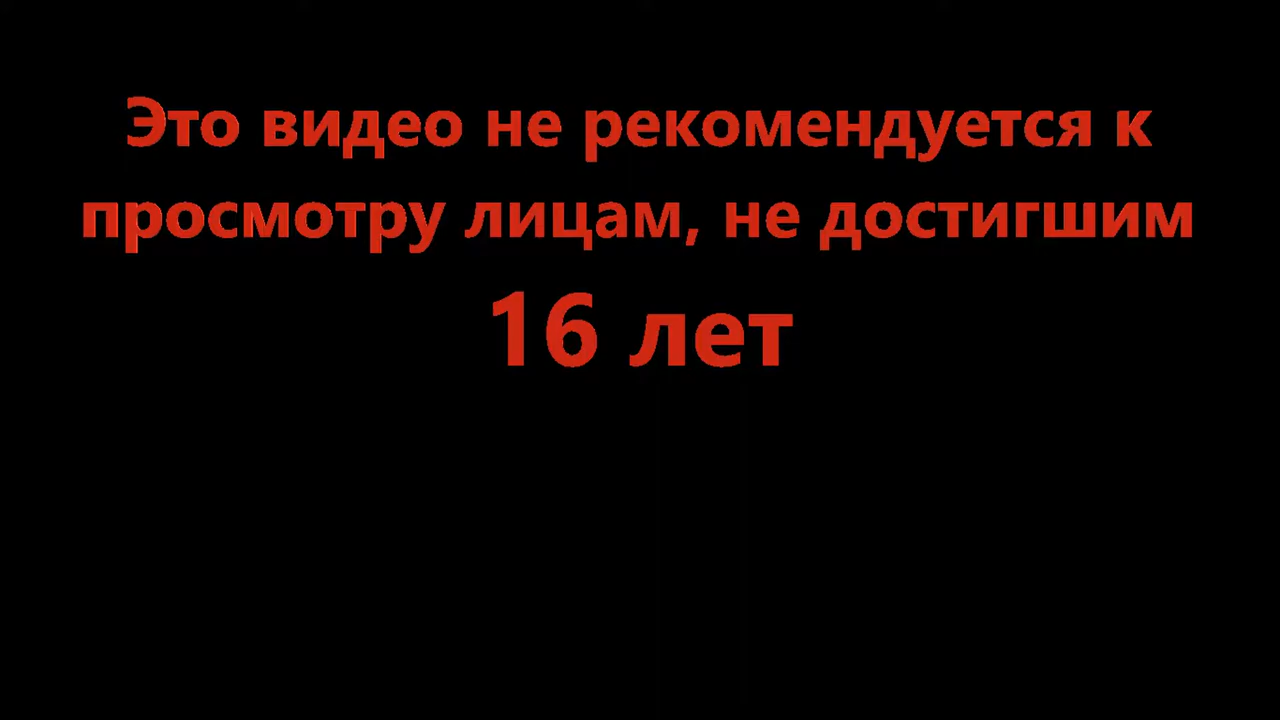 Это видео не рекомендуется к
просмотру лицам, не достигшим
16 лет